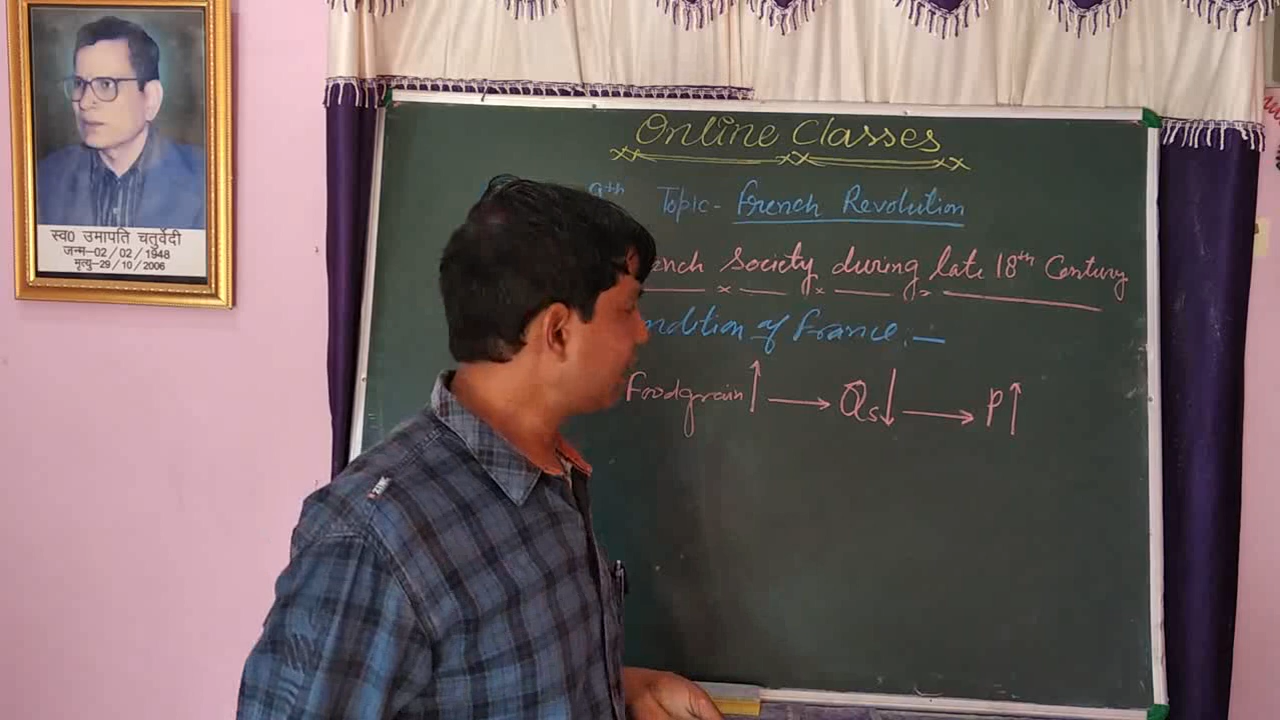 स्व0 उमापति चतुर्वेदी
जन्म-02/02/1948
मृत्यु-29/10/2006
Online Classes
9th Topic- French Revolution
ench Society during late 18th Century
ndition of France:-
Foodgrain↑ → Qs↓ → P↑